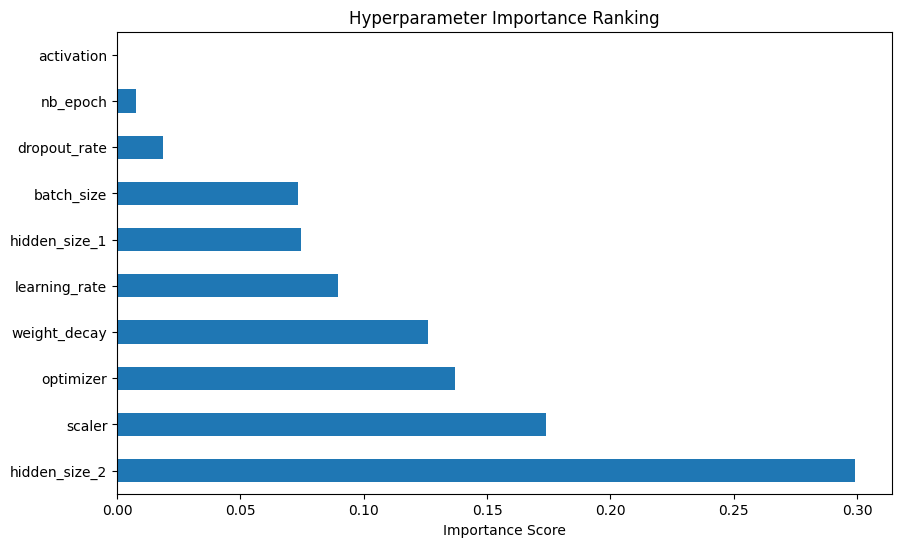 Hyperparameter Importance Ranking
activation
nb_epoch
dropout_rate
batch_size
hidden_size_1
learning_rate
weight_decay
optimizer
scaler
hidden_size_2
0.00 0.05 0.10 0.15 0.20 0.25 0.30
Importance Score